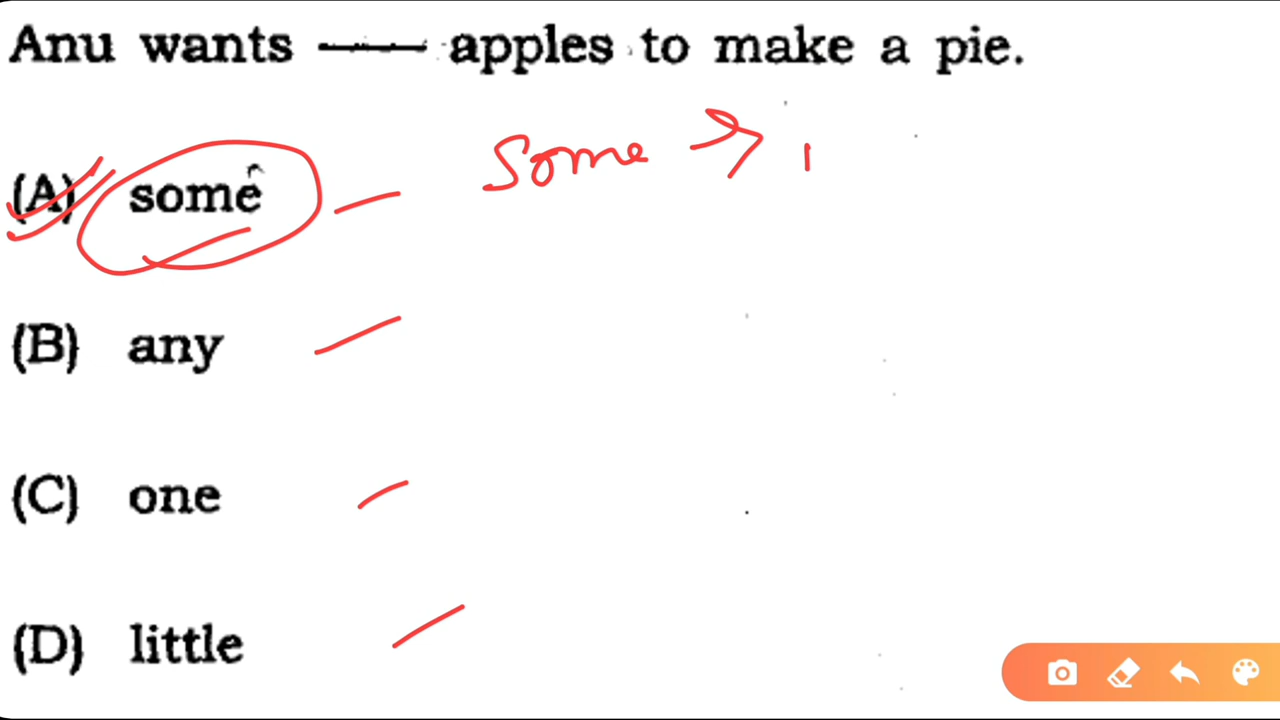 Anu wants —— apples to make a pie.
Some →
(A) some
(B) any
(C) one
(D) little